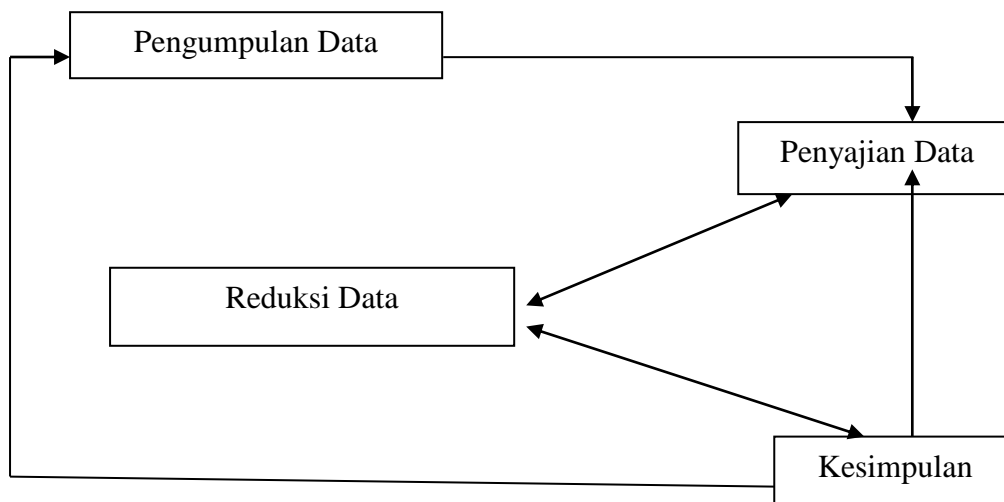 Pengumpulan Data
Penyajian Data
Reduksi Data
Kesimpulan